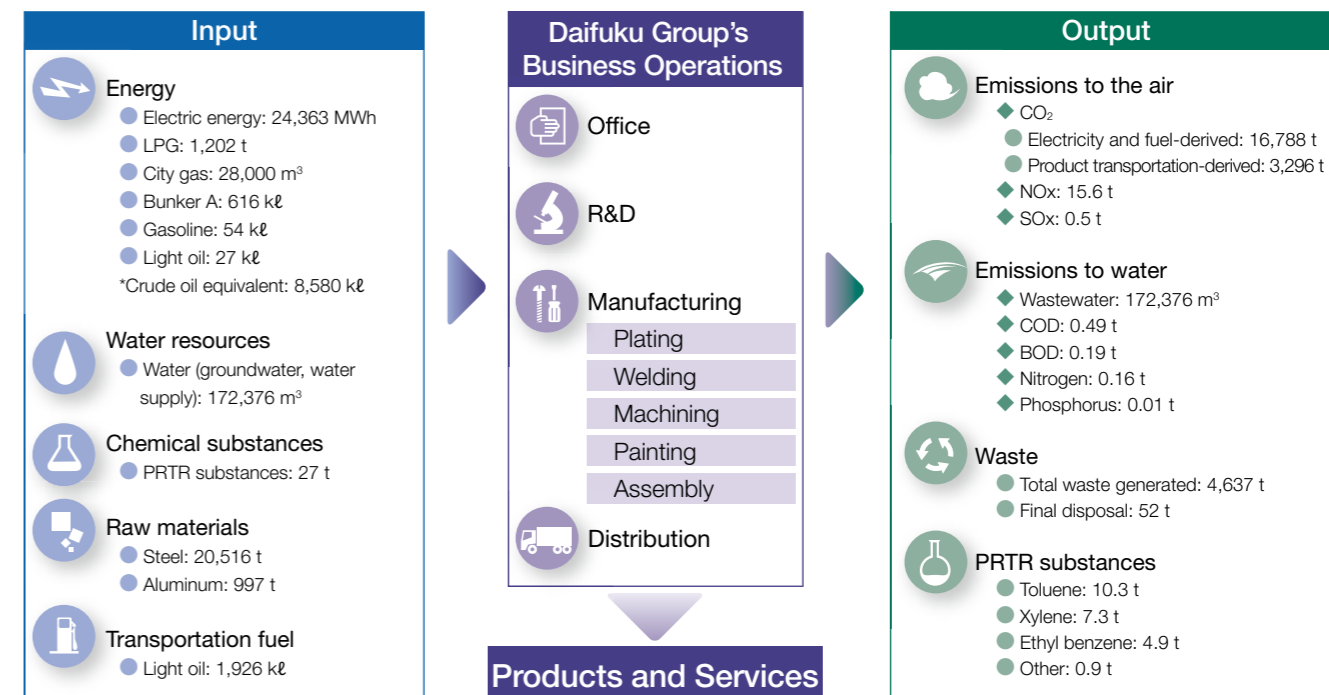 Input
Energy
Electric energy: 24,363 MWh
LPG: 1,202 t
City gas: 28,000 m³
Bunker A: 616 kℓ
Gasoline: 54 kℓ
Light oil: 27 kℓ
*Crude oil equivalent: 8,580 kℓ
Water resources
Water (groundwater, water
supply): 172,376 m³
Chemical substances
PRTR substances: 27 t
Raw materials
Steel: 20,516 t
Aluminum: 997 t
Transportation fuel
Light oil: 1,926 kℓ
Daifuku Group's
Business Operations
Office
R&D
Manufacturing
Plating
Welding
Machining
Painting
Assembly
Distribution
Products and Services
Output
Emissions to the air
CO₂
Electricity and fuel-derived: 16,788 t
Product transportation-derived: 3,296 t
NOx: 15.6 t
SOx: 0.5 t
Emissions to water
Wastewater: 172,376 m³
COD: 0.49 t
BOD: 0.19 t
Nitrogen: 0.16 t
Phosphorus: 0.01 t
Waste
Total waste generated: 4,637 t
Final disposal: 52 t
PRTR substances
Toluene: 10.3 t
Xylene: 7.3 t
Ethyl benzene: 4.9 t
Other: 0.9 t